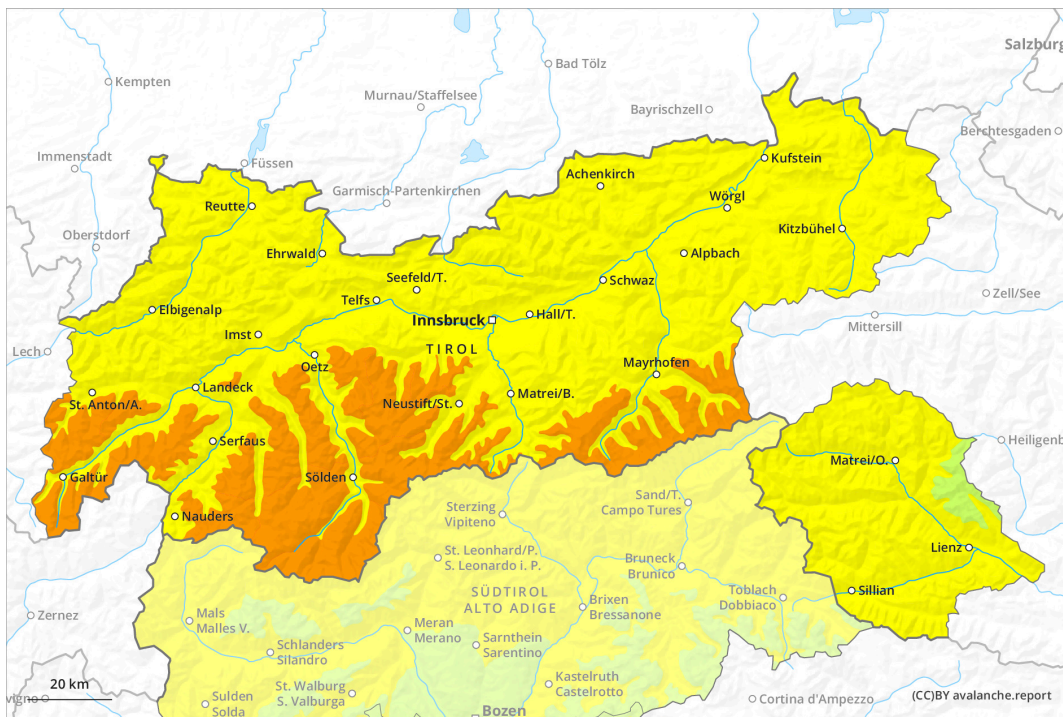 Salzburg
Bad Tölz
Kempten
Murnau/Staffelsee
Bayrischzell
Berchtesgaden
Immenstadt
Füssen
Kufstein
Achenkirch
Garmisch-Partenkirchen
Reutte
Wörgl
Oberstdorf
Kitzbühel
Ehrwald
Alpbach
Seefeld/T.
Schwaz
Zell/See
Telfs
Elbigenalp
Hall/T.
Innsbruck
Mittersill
Imst
TIROL
Lech
Oetz
Mayrhofen
Landeck
Matrei/B.
St. Anton/A.
Neustift/St.
Serfaus
Heiligenb
Matrei/O.
Galtür
Sölden
Sand/T.
Campo Tures
Sterzing
Vipiteno
Nauders
Lienz
St. Leonhard/P.
S. Leonardo i. P.
Bruneck
Brunico
Sillian
SÜDTIROL
ALTO ADIGE
Toblach
Dobbiaco
Brixen
Bressanone
Zernez
Mals
Malles V.
Meran
Merano
Schlanders
Silandro
Sarnthein
Sarentino
20 km
St. Walburg
S. Valburga
Kastelruth
Castelrotto
vigno
Sulden
Solda
Cortina d'Ampezzo
(CC)BY avalanche.report
Bozen